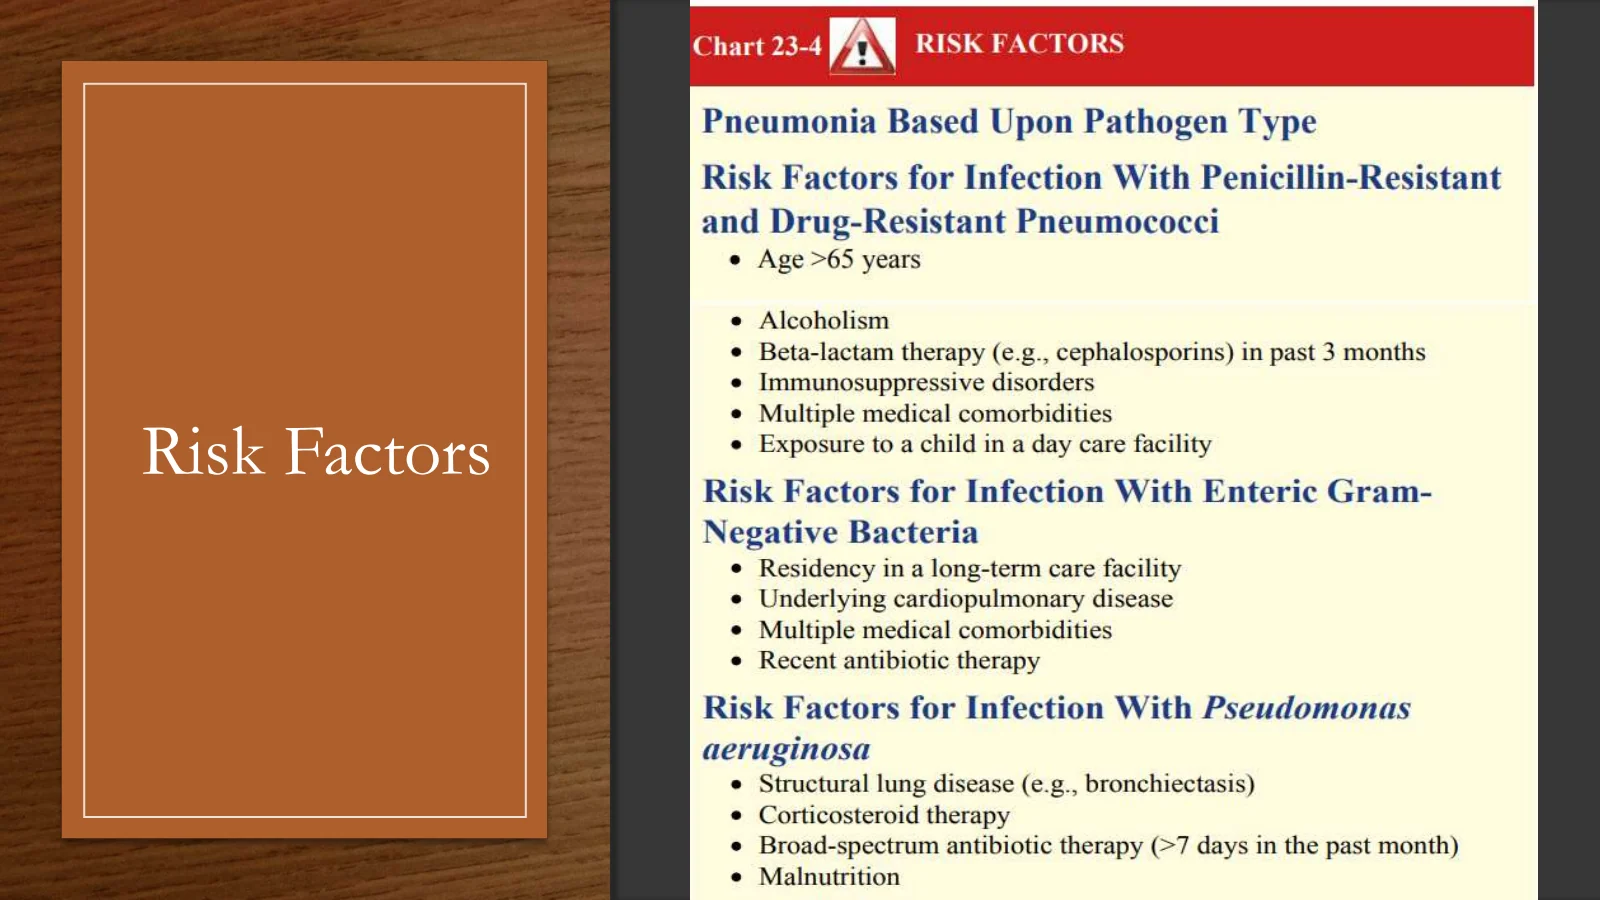 Risk Factors
Chart 23-4 RISK FACTORS
Pneumonia Based Upon Pathogen Type
Risk Factors for Infection With Penicillin-Resistant
and Drug-Resistant Pneumococci
• Age >65 years
• Alcoholism
• Beta-lactam therapy (e.g., cephalosporins) in past 3 months
• Immunosuppressive disorders
• Multiple medical comorbidities
• Exposure to a child in a day care facility
Risk Factors for Infection With Enteric Gram-
Negative Bacteria
• Residency in a long-term care facility
• Underlying cardiopulmonary disease
• Multiple medical comorbidities
• Recent antibiotic therapy
Risk Factors for Infection With Pseudomonas
aeruginosa
• Structural lung disease (e.g., bronchiectasis)
• Corticosteroid therapy
• Broad-spectrum antibiotic therapy (>7 days in the past month)
• Malnutrition